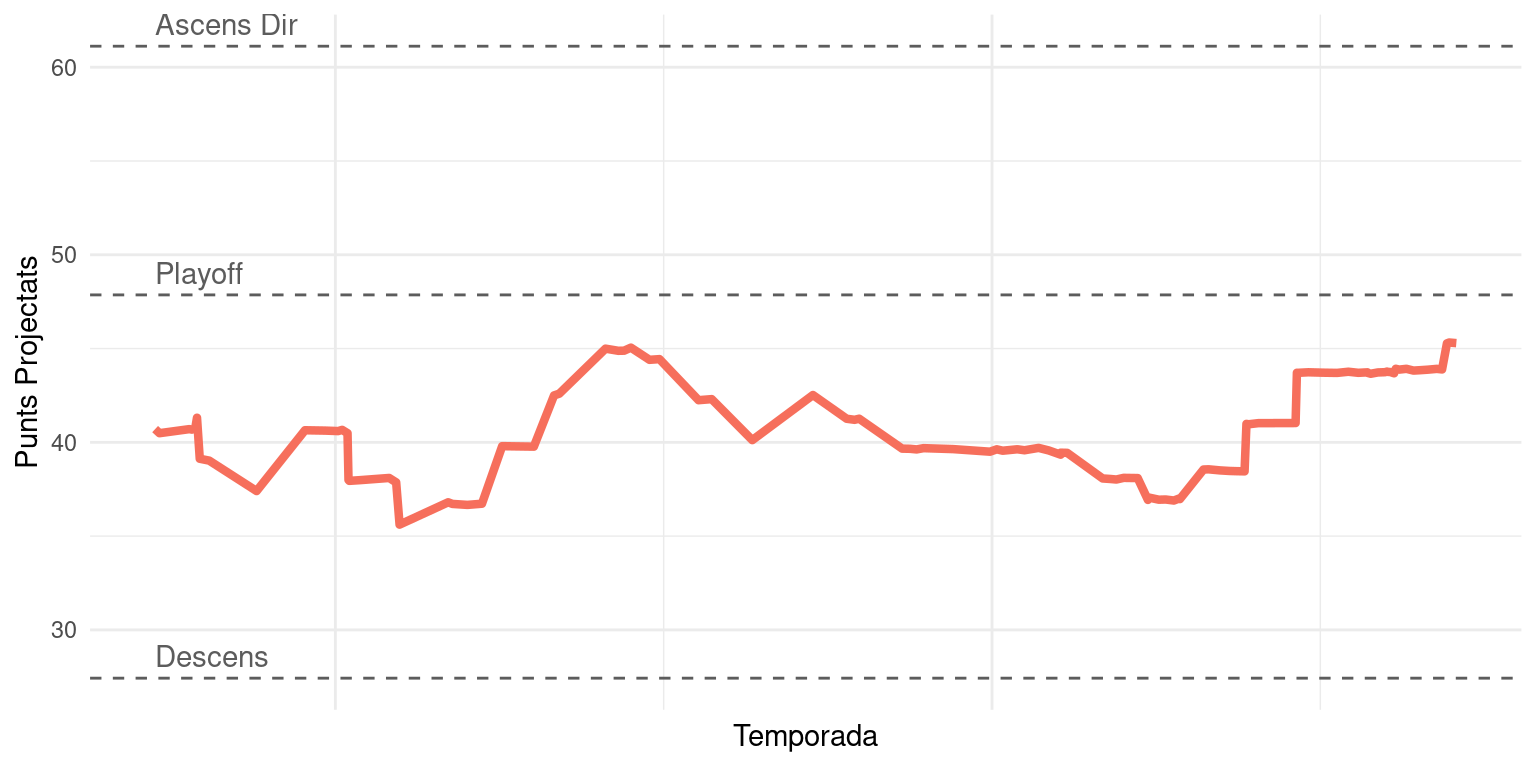 Ascens Dir
60
50
Playoff
Punts Projectats
40
30
Descens
Temporada